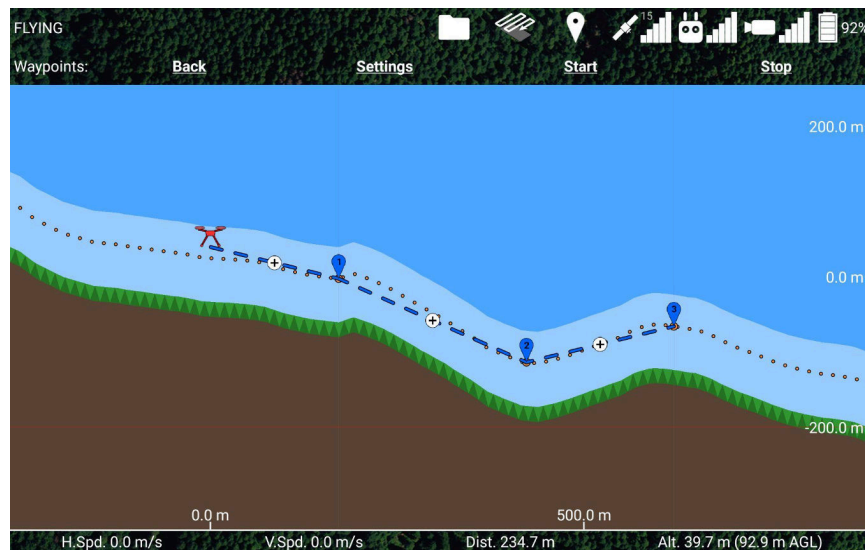 FLYING
15
92%
Waypoints: Back Settings Start Stop
200.0 m
1
0.0 m
3
2
-200.0 m
0.0 m 500.0 m
H.Spd. 0.0 m/s V.Spd. 0.0 m/s Dist. 234.7 m Alt. 39.7 m (92.9 m AGL)